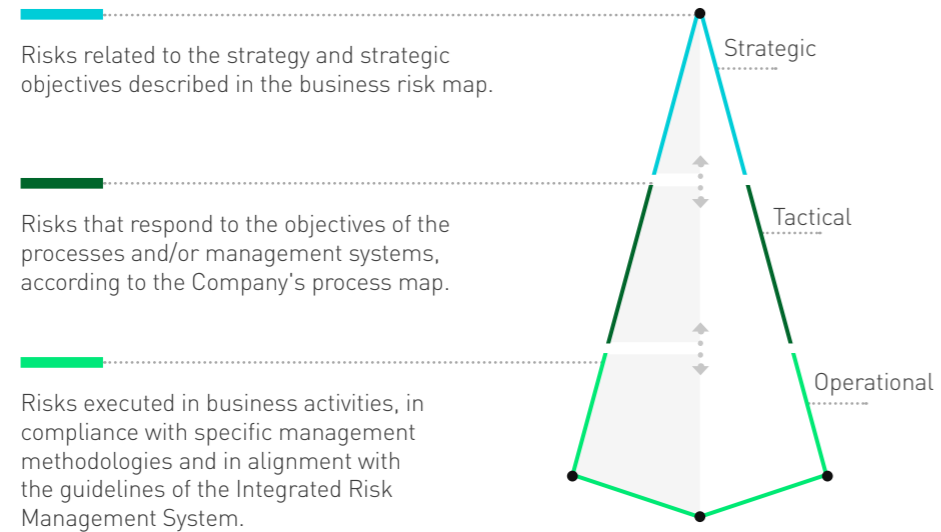 Risks related to the strategy and strategic
objectives described in the business risk map.
Strategic
Risks that respond to the objectives of the
processes and/or management systems,
according to the Company's process map.
Tactical
Risks executed in business activities, in
compliance with specific management
methodologies and in alignment with
the guidelines of the Integrated Risk
Management System.
Operational